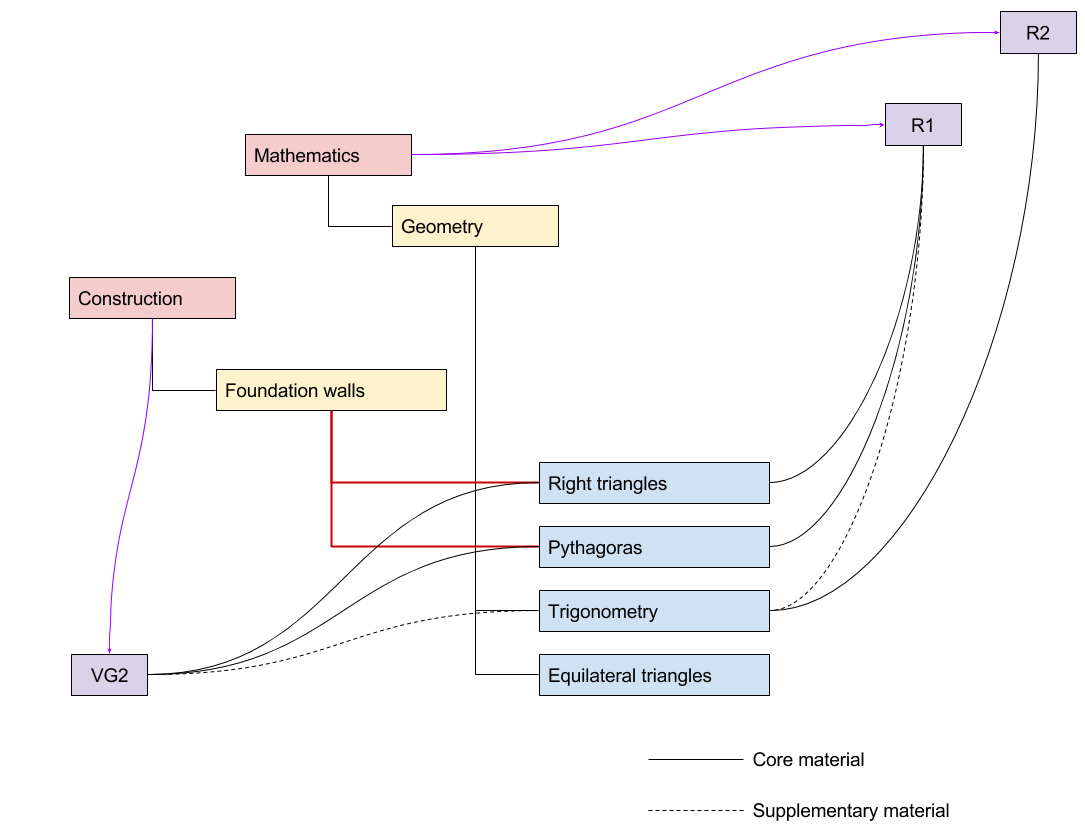 R2
R1
Mathematics
Geometry
Construction
Foundation walls
Right triangles
Pythagoras
Trigonometry
VG2
Equilateral triangles
Core material
Supplementary material